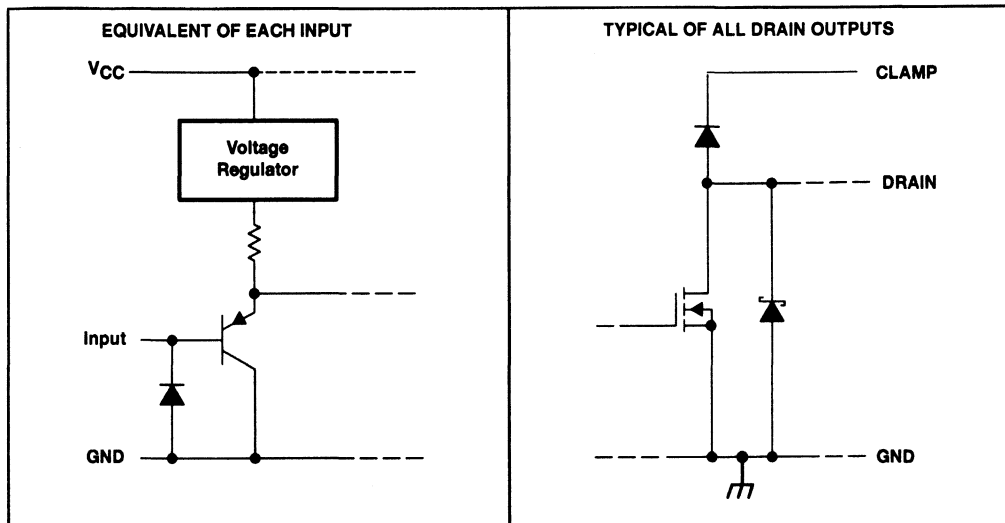 EQUIVALENT OF EACH INPUT
VCC
Voltage
Regulator
Input
GND
TYPICAL OF ALL DRAIN OUTPUTS
CLAMP
DRAIN
GND